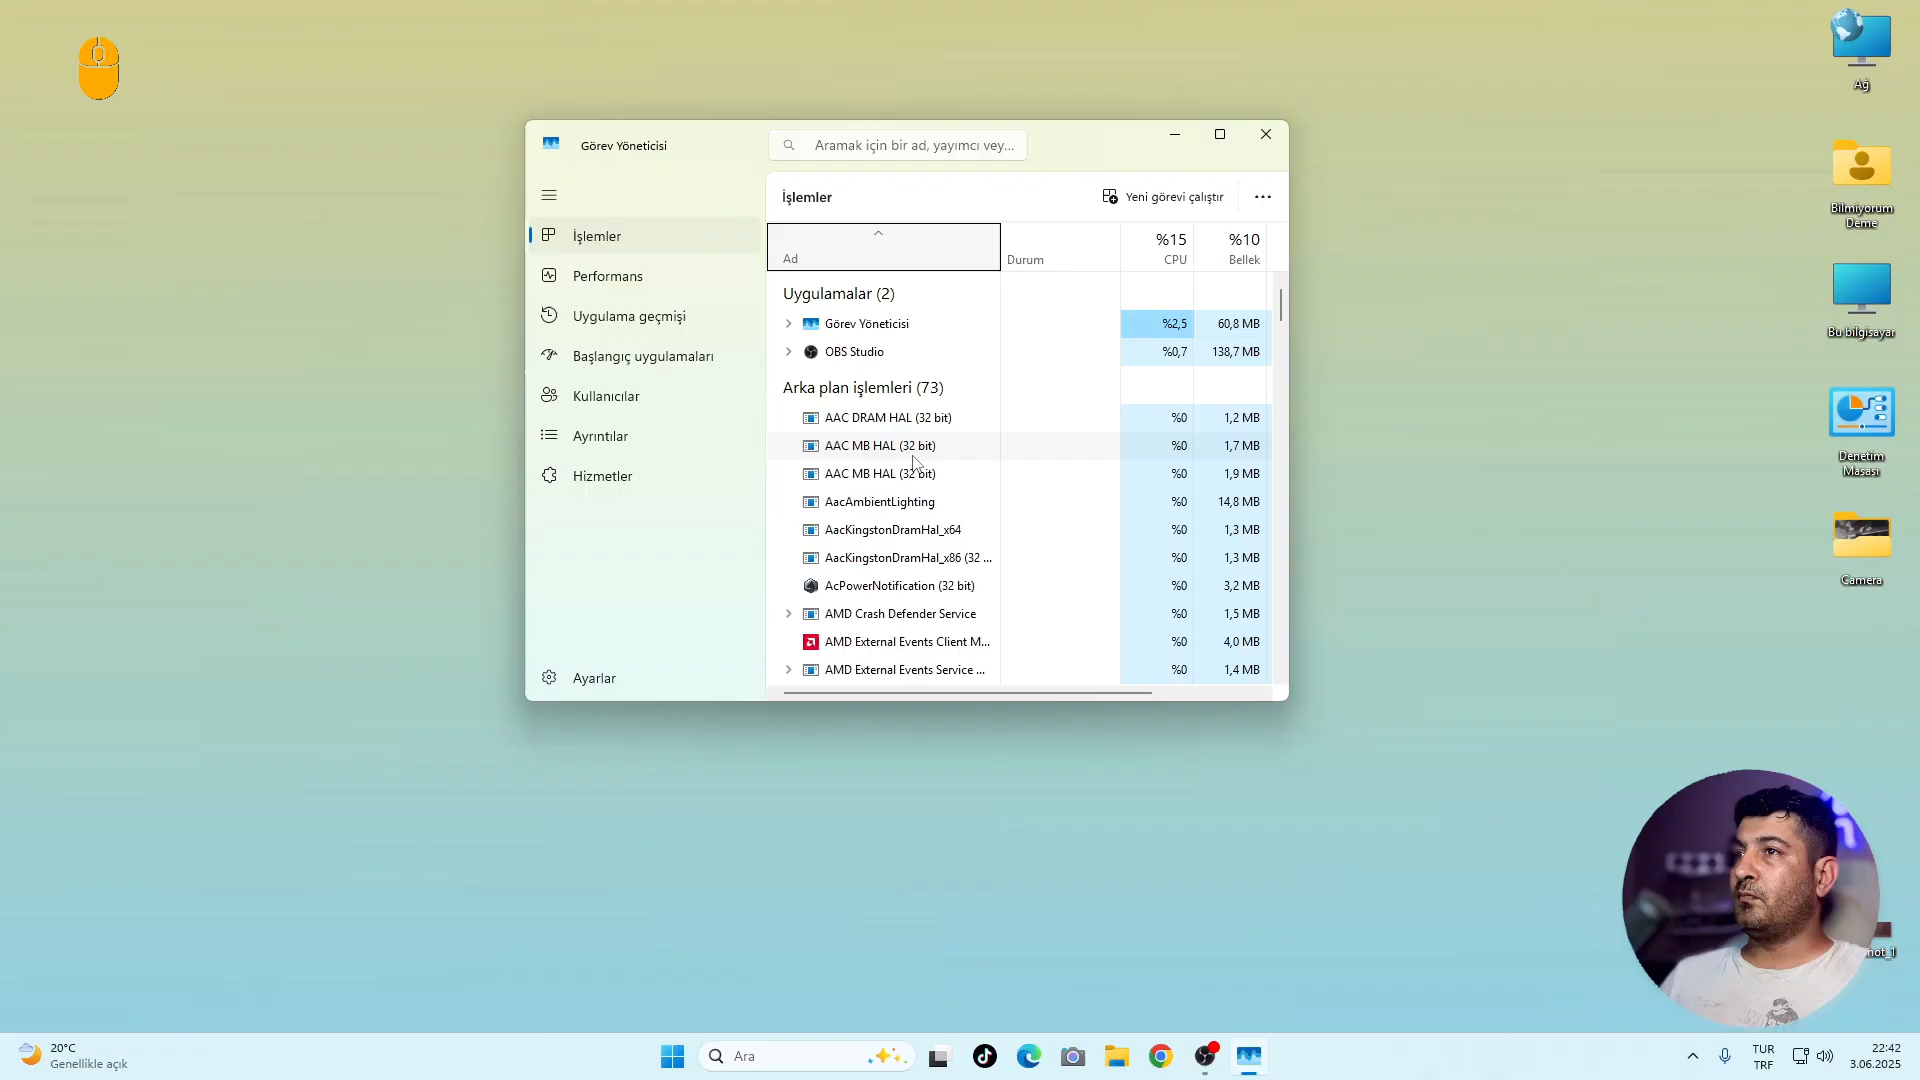 Görev Yöneticisi
Aramak için bir ad, yayımcı vey...
İşlemler
Yeni görevi çalıştır
İşlemler
Performans
Uygulama geçmişi
Başlangıç uygulamaları
Kullanıcılar
Ayrıntılar
Hizmetler
Ayarlar
Ad
Durum
%15
CPU
%10
Bellek
Uygulamalar (2)
Görev Yöneticisi %2,5 60,8 MB
OBS Studio %0,7 138,7 MB
Arka plan işlemleri (73)
AAC DRAM HAL (32 bit) %0 1,2 MB
AAC MB HAL (32 bit) %0 1,7 MB
AAC MB HAL (32 bit) %0 1,9 MB
AacAmbientLighting %0 14,8 MB
AacKingstonDramHal_x64 %0 1,3 MB
AacKingstonDramHal_x86 (32 ... %0 1,3 MB
AcPowerNotification (32 bit) %0 3,2 MB
AMD Crash Defender Service %0 1,5 MB
AMD External Events Client M... %0 4,0 MB
AMD External Events Service ... %0 1,4 MB
Ağ
Bilmiyorum
Deme
Bu bilgisayar
Denetim
Masası
Camera
hot_1
20°C
Genellikle açık
Ara
TUR
TRF
22:42
3.06.2025